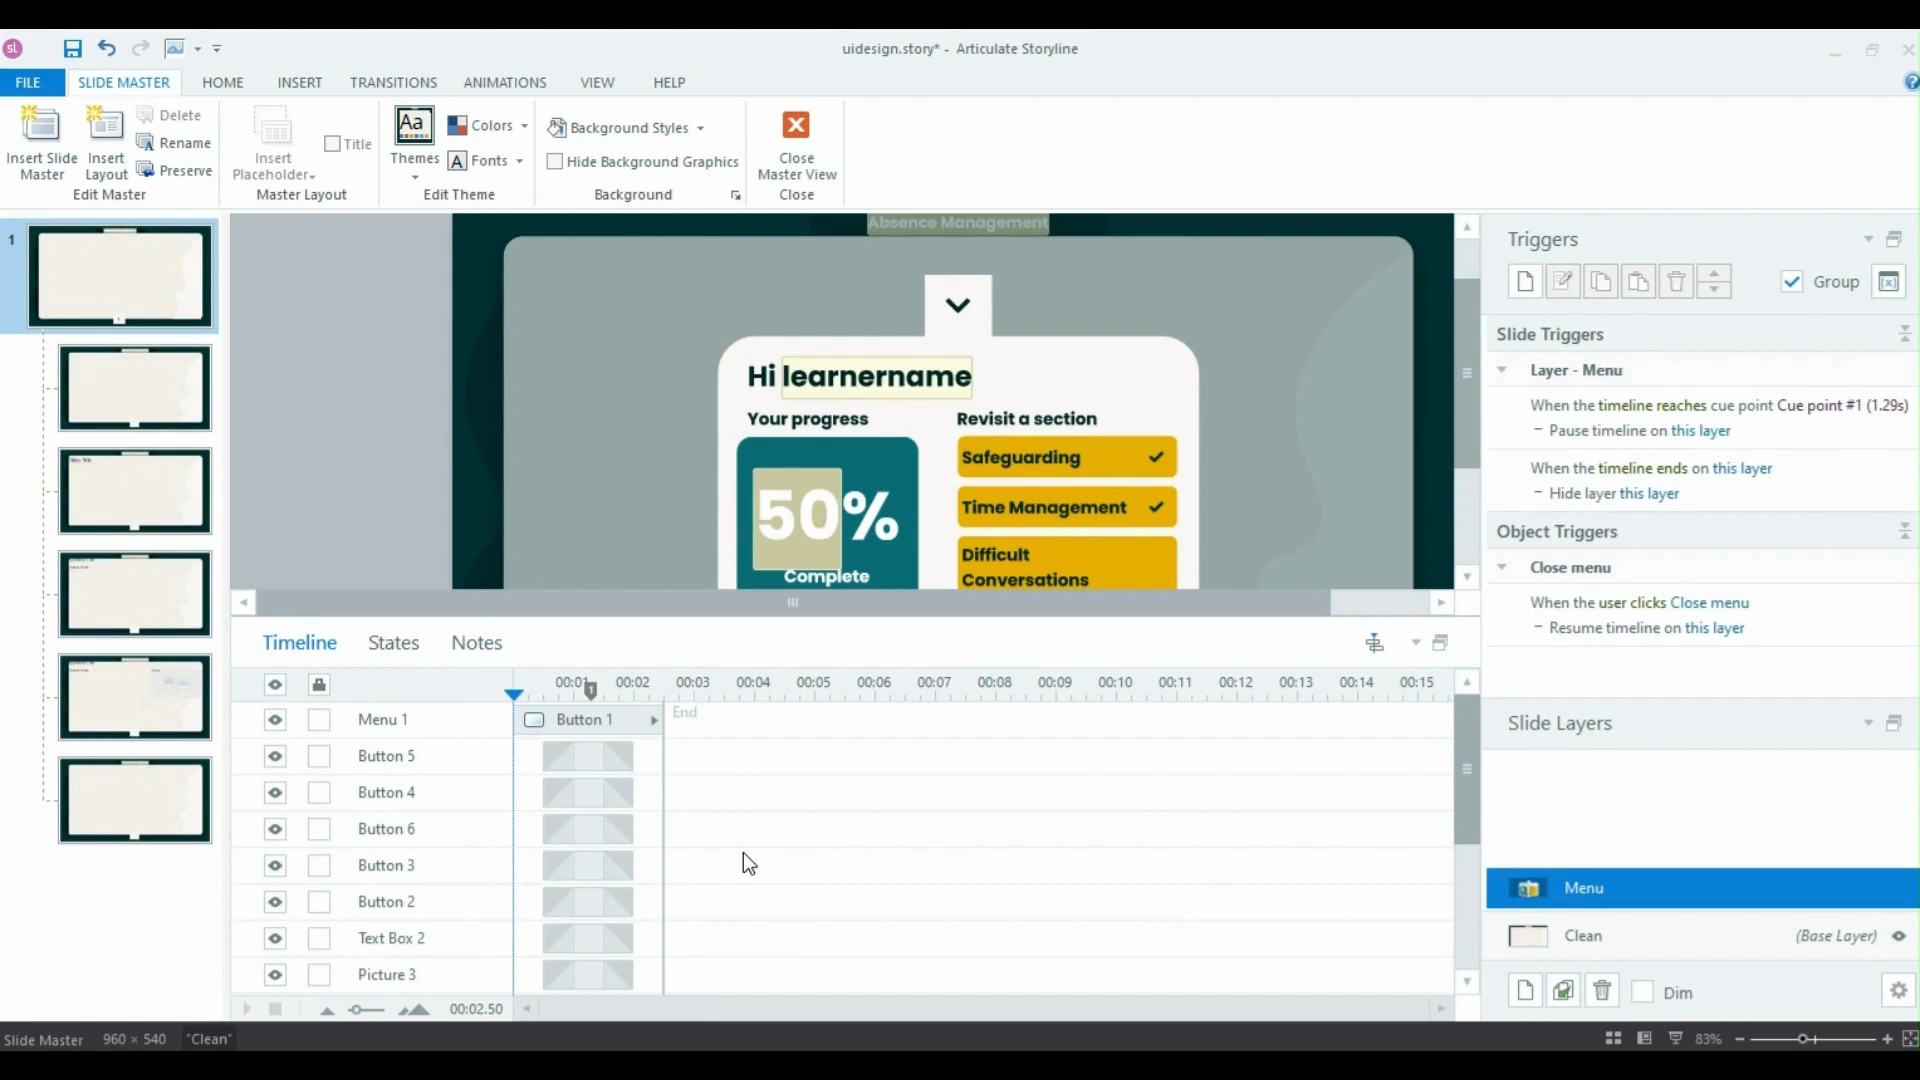 sl
uidesign.story* - Articulate Storyline
FILE
SLIDE MASTER
HOME
INSERT
TRANSITIONS
ANIMATIONS
VIEW
HELP
Insert Slide
Master
Insert
Layout
Delete
Rename
Preserve
Edit Master
Insert
Placeholder
Title
Master Layout
Aa
Themes
Colors
A Fonts
Edit Theme
Background Styles
Hide Background Graphics
Background
Close
Master View
Close
1
Absence Management
Hi learnername
Your progress
Revisit a section
Safeguarding
Time Management
50%
Complete
Difficult
Conversations
Triggers
Group
Slide Triggers
Layer - Menu
When the timeline reaches cue point Cue point #1 (1.29s)
- Pause timeline on this layer
When the timeline ends on this layer
- Hide layer this layer
Object Triggers
Close menu
When the user clicks Close menu
- Resume timeline on this layer
Timeline
States
Notes
00:01 1 00:02 00:03 00:04 00:05 00:06 00:07 00:08 00:09 00:10 00:11 00:12 00:13 00:14 00:15
Menu 1
Button 1
End
Button 5
Button 4
Button 6
Button 3
Button 2
Text Box 2
Picture 3
00:02.50
Slide Layers
Menu
Clean
(Base Layer)
Dim
Slide Master
960 × 540
"Clean"
83%